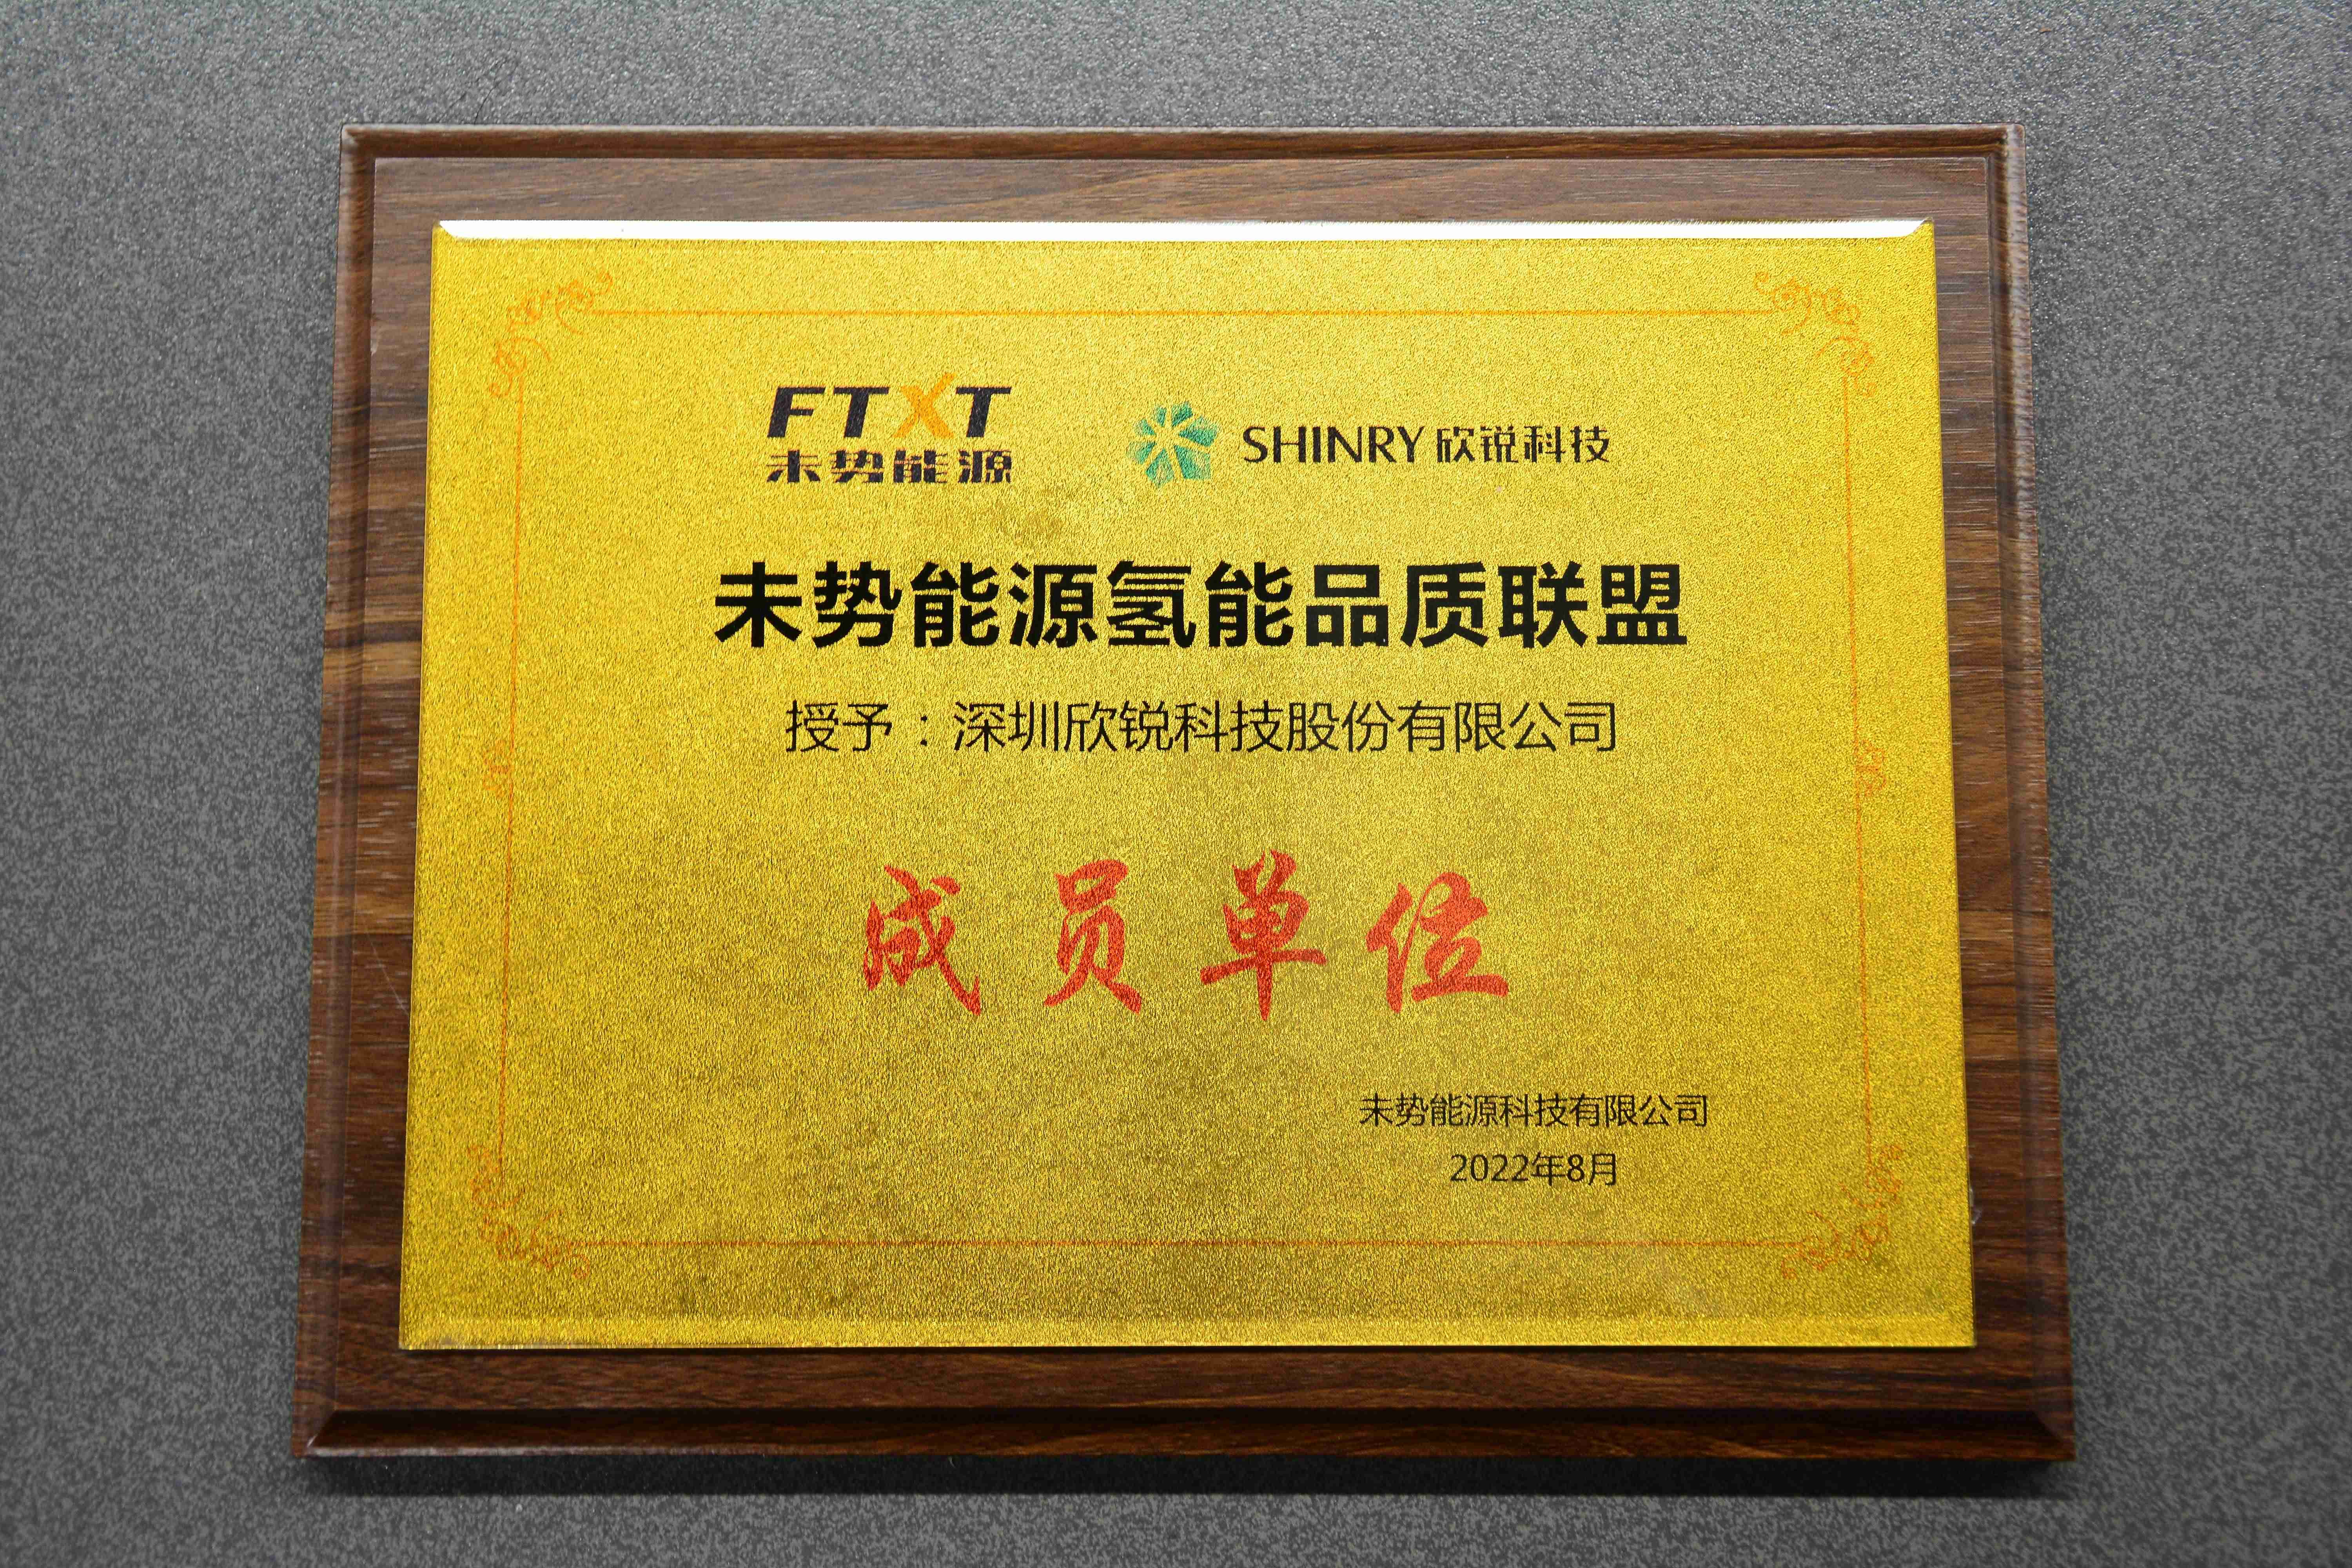 FTXT
未势能源
SHINRY 欣锐科技
未势能源氢能品质联盟
授予：深圳欣锐科技股份有限公司
成员单位
未势能源科技有限公司
2022年8月